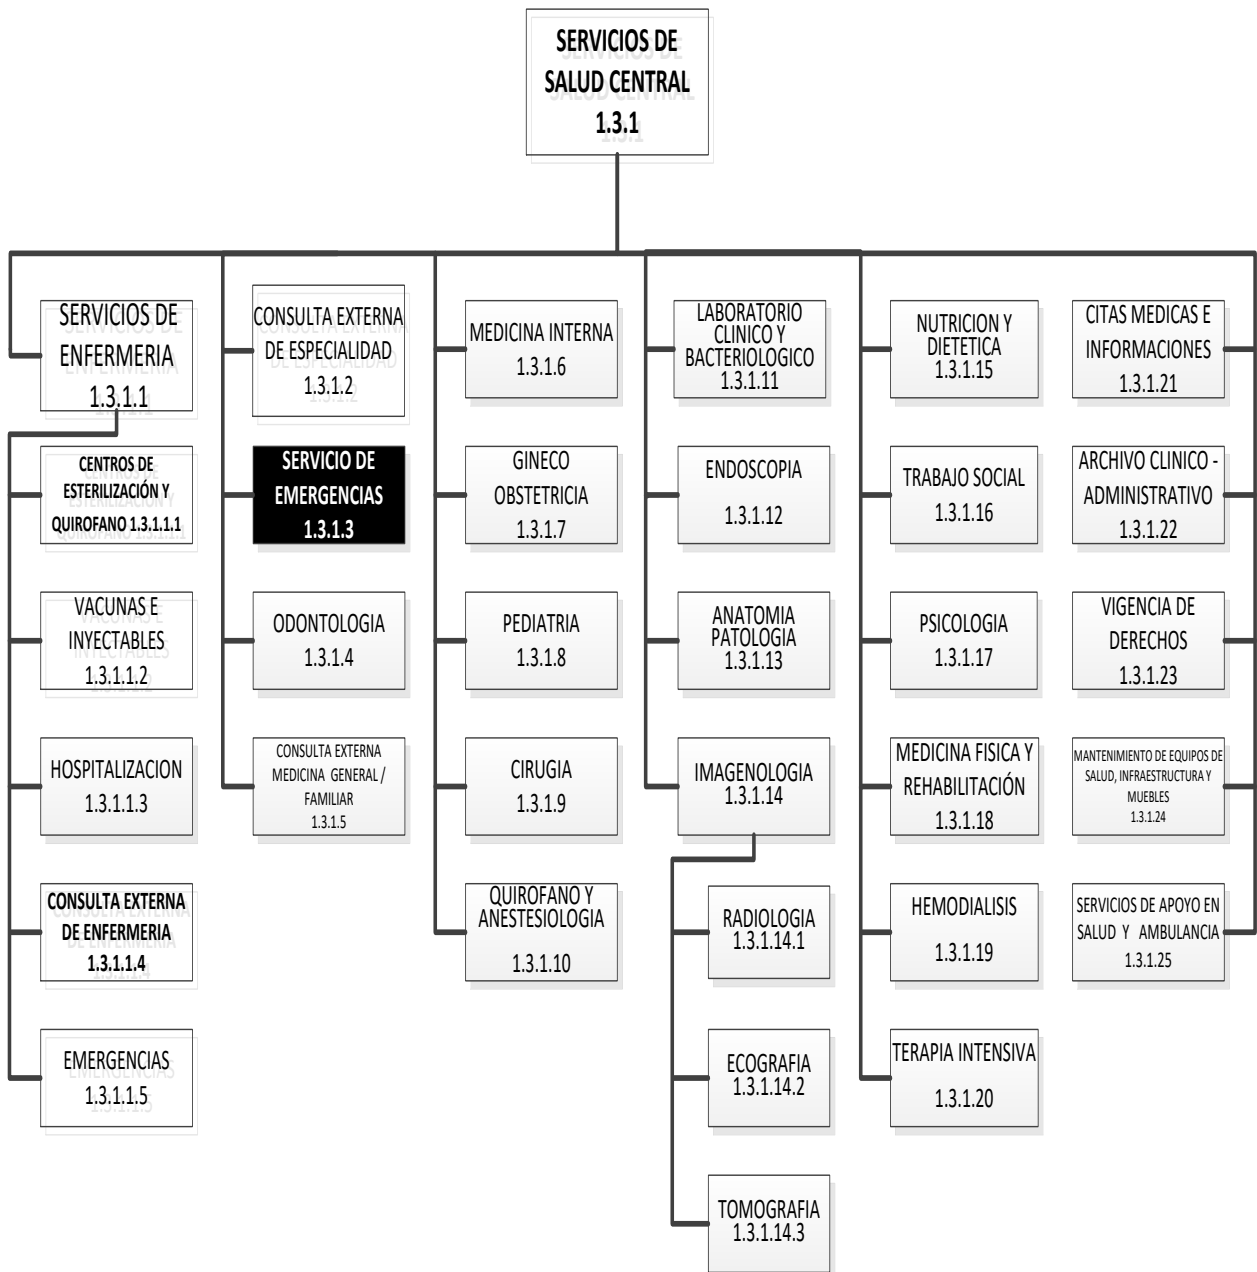 SERVICIOS DE
SALUD CENTRAL
1.3.1
SERVICIOS DE
ENFERMERIA
1.3.1.1
CENTROS DE
ESTERILIZACIÓN Y
QUIROFANO 1.3.1.1.1
VACUNAS E
INYECTABLES
1.3.1.1.2
HOSPITALIZACION
1.3.1.1.3
CONSULTA EXTERNA
DE ENFERMERIA
1.3.1.1.4
EMERGENCIAS
1.3.1.1.5
CONSULTA EXTERNA
DE ESPECIALIDAD
1.3.1.2
SERVICIO DE
EMERGENCIAS
1.3.1.3
ODONTOLOGIA
1.3.1.4
CONSULTA EXTERNA
MEDICINA GENERAL /
FAMILIAR
1.3.1.5
MEDICINA INTERNA
1.3.1.6
GINECO
OBSTETRICIA
1.3.1.7
PEDIATRIA
1.3.1.8
CIRUGIA
1.3.1.9
QUIROFANO Y
ANESTESIOLOGIA
1.3.1.10
LABORATORIO
CLINICO Y
BACTERIOLOGICO
1.3.1.11
ENDOSCOPIA
1.3.1.12
ANATOMIA
PATOLOGIA
1.3.1.13
IMAGENOLOGIA
1.3.1.14
RADIOLOGIA
1.3.1.14.1
ECOGRAFIA
1.3.1.14.2
TOMOGRAFIA
1.3.1.14.3
NUTRICION Y
DIETETICA
1.3.1.15
TRABAJO SOCIAL
1.3.1.16
PSICOLOGIA
1.3.1.17
MEDICINA FISICA Y
REHABILITACIÓN
1.3.1.18
HEMODIALISIS
1.3.1.19
TERAPIA INTENSIVA
1.3.1.20
CITAS MEDICAS E
INFORMACIONES
1.3.1.21
ARCHIVO CLINICO -
ADMINISTRATIVO
1.3.1.22
VIGENCIA DE
DERECHOS
1.3.1.23
MANTENIMIENTO DE EQUIPOS DE
SALUD, INFRAESTRUCTURA Y
MUEBLES
1.3.1.24
SERVICIOS DE APOYO EN
SALUD Y AMBULANCIA
1.3.1.25